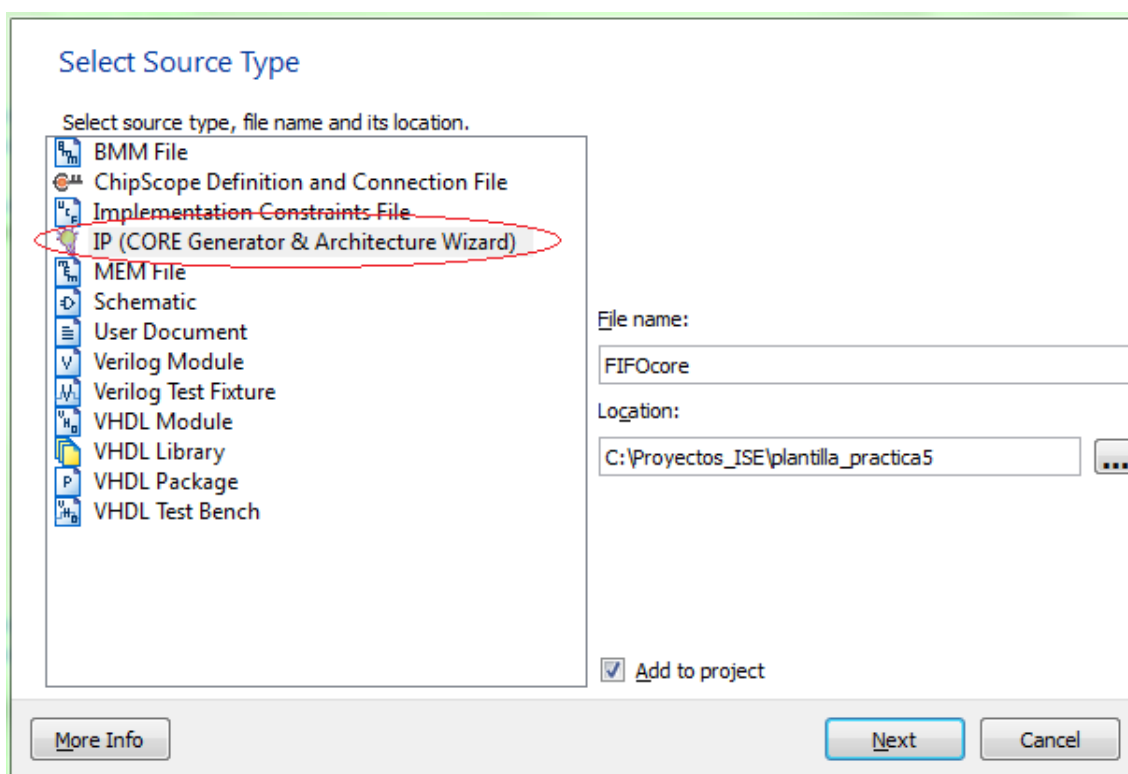 Select Source Type
Select source type, file name and its location.
BMM File
ChipScope Definition and Connection File
Implementation Constraints File
IP (CORE Generator & Architecture Wizard)
MEM File
Schematic
User Document
Verilog Module
Verilog Test Fixture
VHDL Module
VHDL Library
VHDL Package
VHDL Test Bench
File name:
FIFOcore
Location:
C:\Proyectos_ISE\plantilla_practica5
...
Add to project
More Info
Next
Cancel